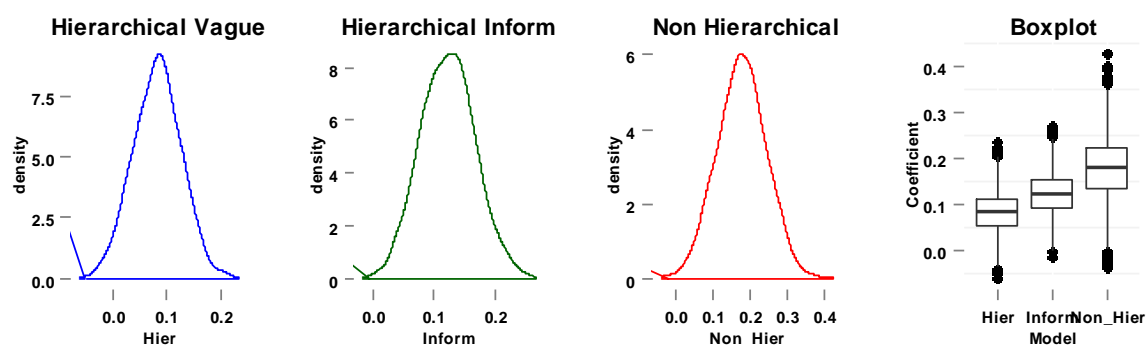 Hierarchical Vague
density
7.5
5.0
2.5
0.0
0.0 0.1 0.2
Hier
Hierarchical Inform
density
8
6
4
2
0
0.0 0.1 0.2
Inform
Non Hierarchical
density
6
4
2
0
0.0 0.1 0.2 0.3 0.4
Non_Hier
Boxplot
Coefficient
0.4
0.3
0.2
0.1
0.0
Hier Inform Non_Hier
Model